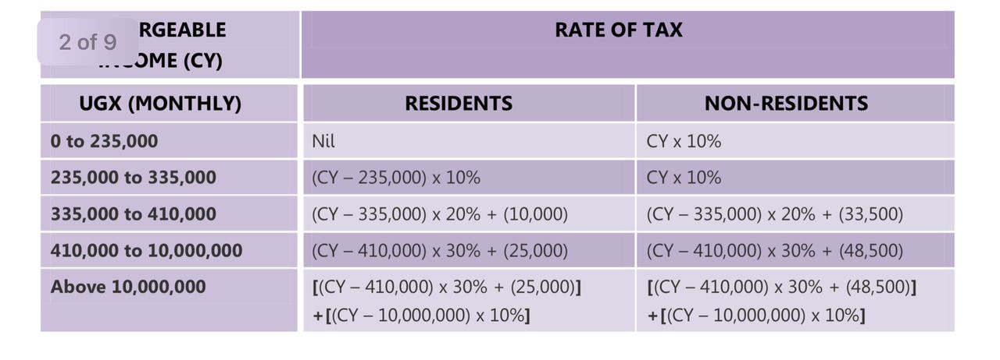 RGEABLE
RATE OF TAX
2 of 9
OME (CY)
UGX (MONTHLY)
RESIDENTS
NON-RESIDENTS
0 to 235,000
Nil
CY x 10%
235,000 to 335,000
(CY – 235,000) x 10%
CY x 10%
335,000 to 410,000
(CY – 335,000) x 20% + (10,000)
(CY – 335,000) x 20% + (33,500)
410,000 to 10,000,000
(CY – 410,000) x 30% + (25,000)
(CY – 410,000) x 30% + (48,500)
Above 10,000,000
[(CY – 410,000) x 30% + (25,000)]
+[(CY – 10,000,000) x 10%]
[(CY – 410,000) x 30% + (48,500)]
+[(CY – 10,000,000) x 10%]